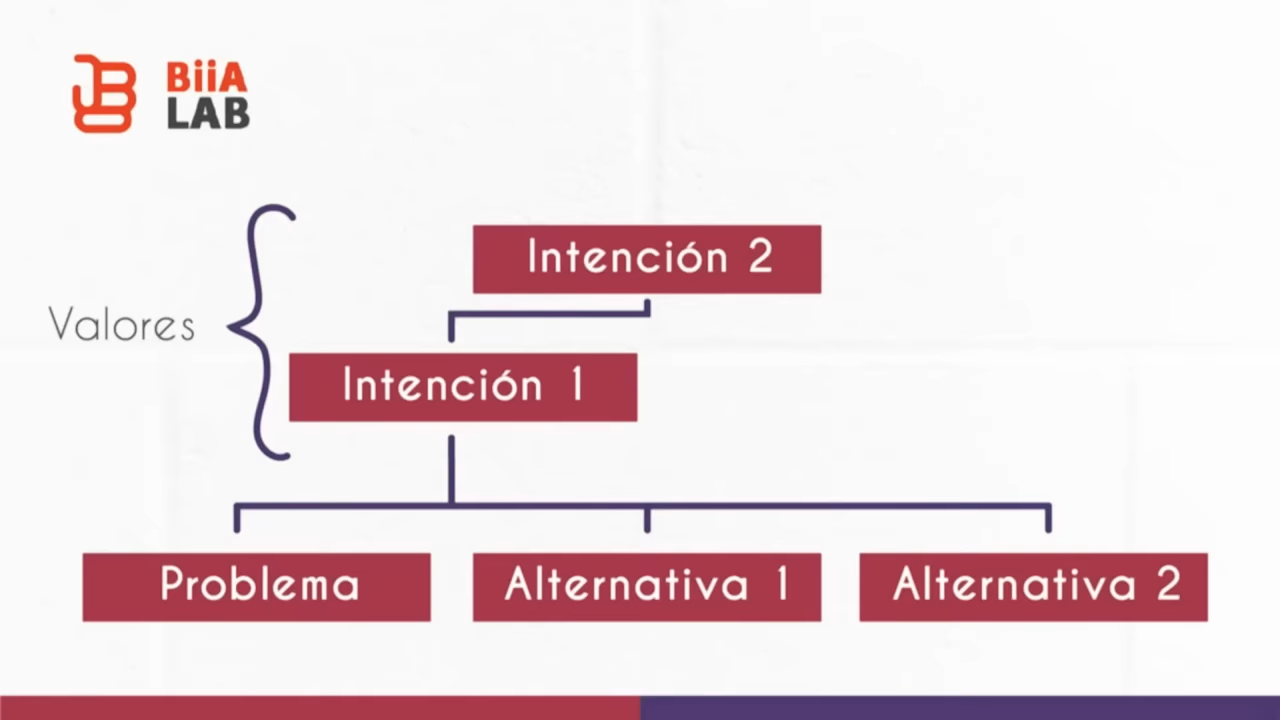 BiiA
LAB
Intención 2
Valores
Intención 1
Problema
Alternativa 1
Alternativa 2